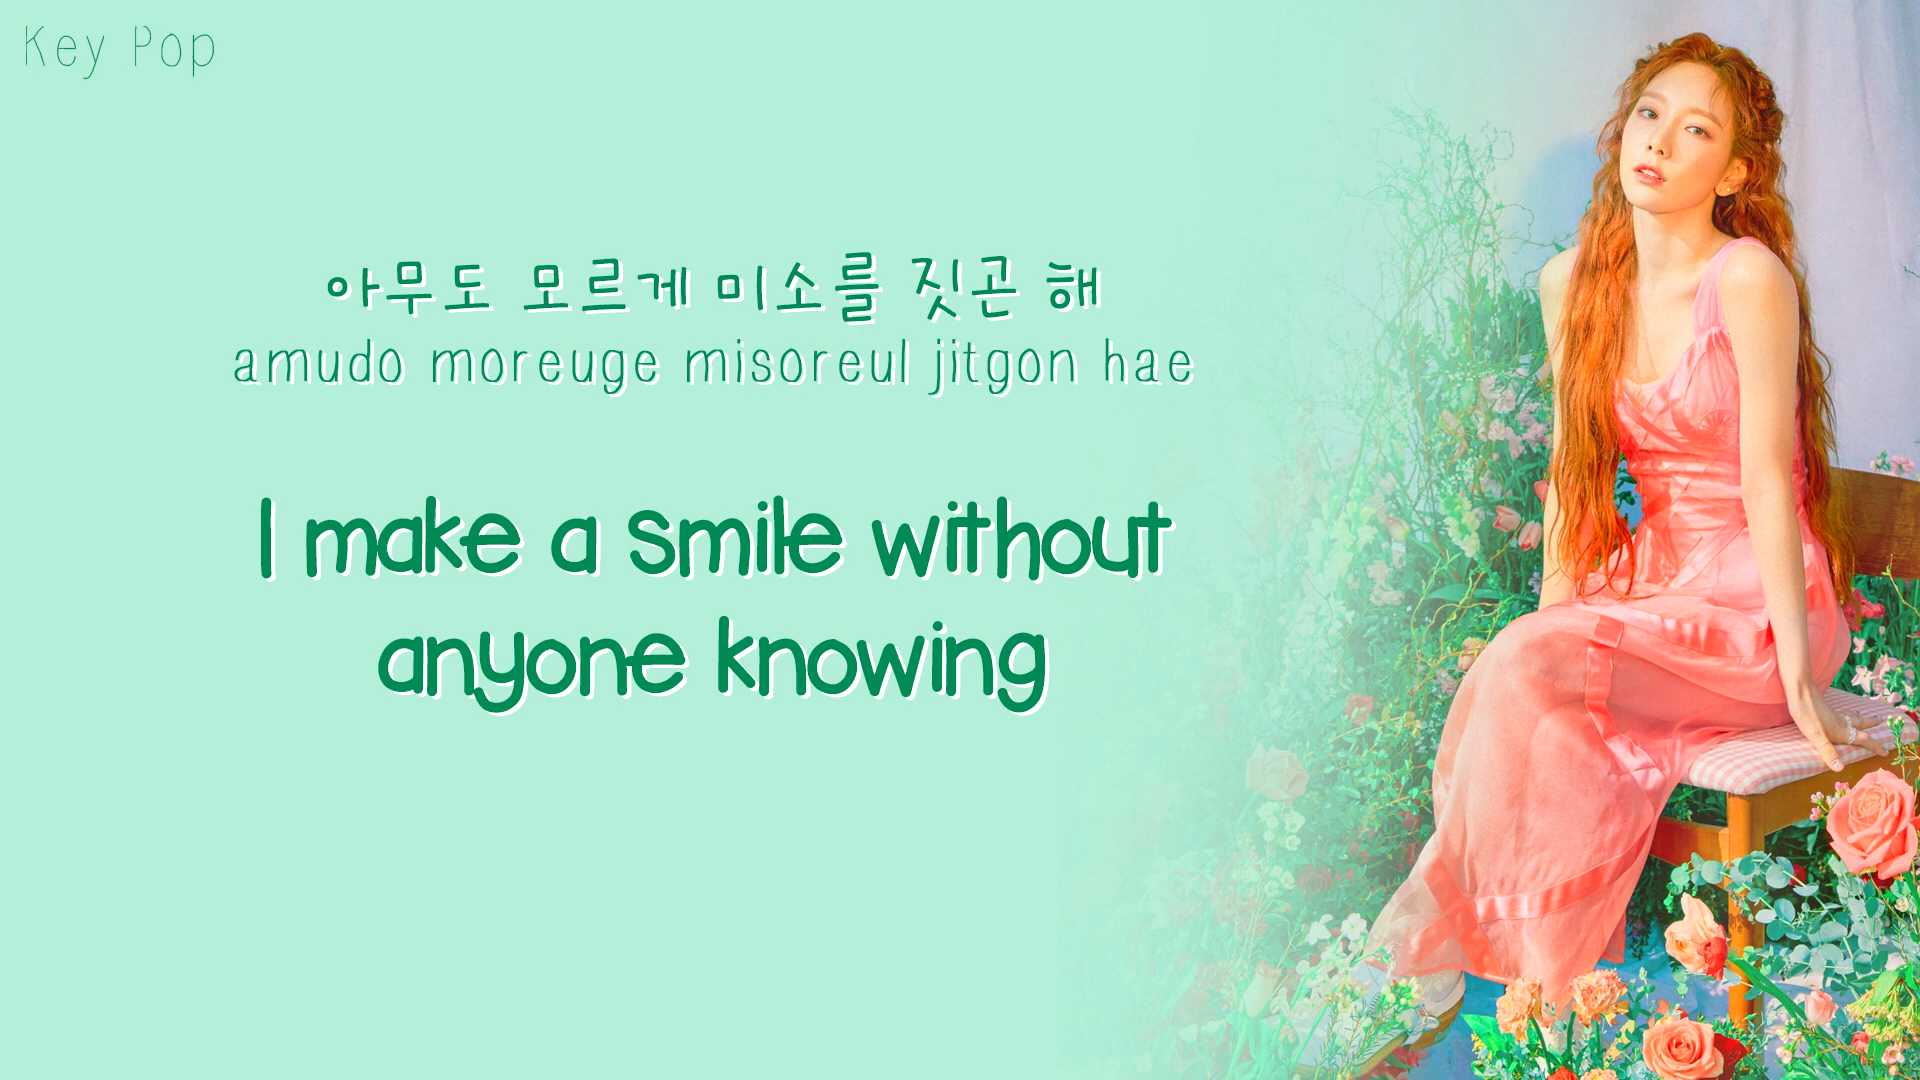 Key Pop
아무도 모르게 미소를 짓곤 해
amudo moreuge misoreul jitgon hae
I make a smile without
anyone knowing